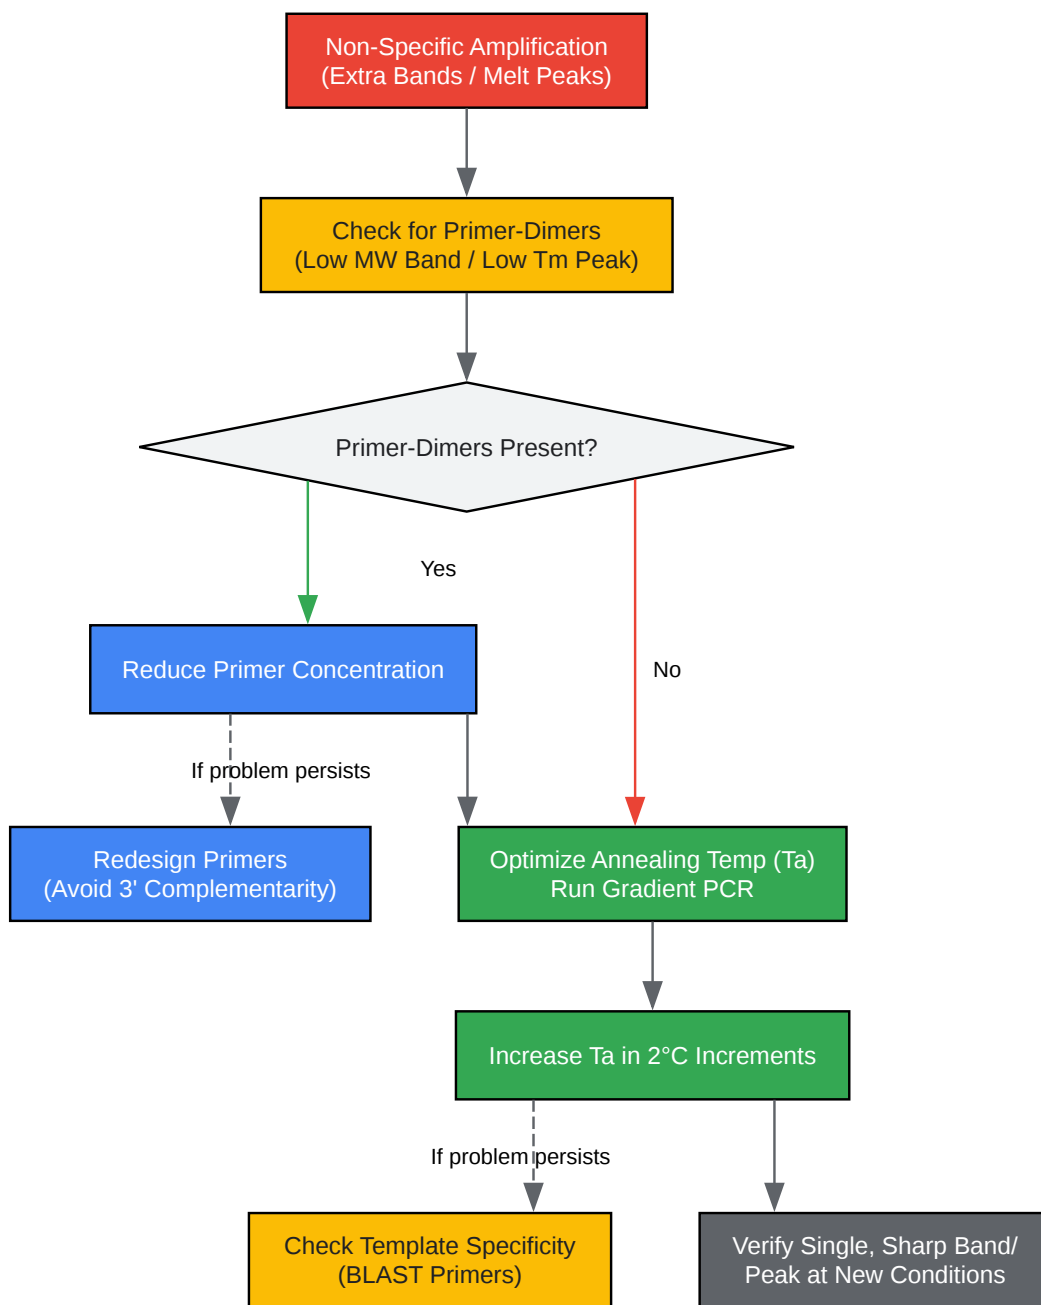 Non-Specific Amplification
(Extra Bands / Melt Peaks)
Check for Primer-Dimers
(Low MW Band / Low Tm Peak)
Primer-Dimers Present?
Yes
Reduce Primer Concentration
No
If problem persists
Redesign Primers
(Avoid 3' Complementarity)
Optimize Annealing Temp (Ta)
Run Gradient PCR
Increase Ta in 2°C Increments
If problem persists
Check Template Specificity
(BLAST Primers)
Verify Single, Sharp Band/
Peak at New Conditions